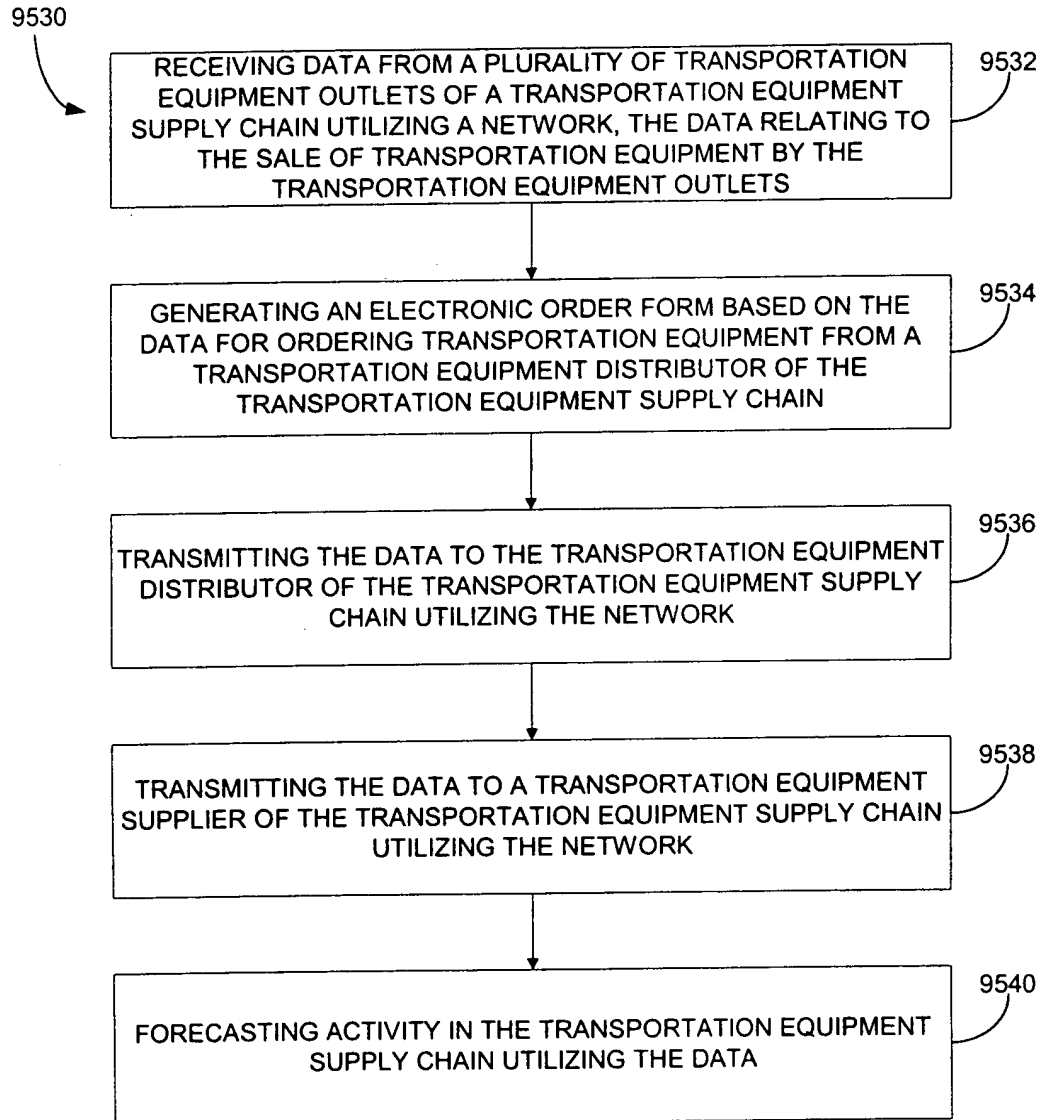 9530
RECEIVING DATA FROM A PLURALITY OF TRANSPORTATION
EQUIPMENT OUTLETS OF A TRANSPORTATION EQUIPMENT
SUPPLY CHAIN UTILIZING A NETWORK, THE DATA RELATING TO
THE SALE OF TRANSPORTATION EQUIPMENT BY THE
TRANSPORTATION EQUIPMENT OUTLETS
9532
GENERATING AN ELECTRONIC ORDER FORM BASED ON THE
DATA FOR ORDERING TRANSPORTATION EQUIPMENT FROM A
TRANSPORTATION EQUIPMENT DISTRIBUTOR OF THE
TRANSPORTATION EQUIPMENT SUPPLY CHAIN
9534
TRANSMITTING THE DATA TO THE TRANSPORTATION EQUIPMENT
DISTRIBUTOR OF THE TRANSPORTATION EQUIPMENT SUPPLY
CHAIN UTILIZING THE NETWORK
9536
TRANSMITTING THE DATA TO A TRANSPORTATION EQUIPMENT
SUPPLIER OF THE TRANSPORTATION EQUIPMENT SUPPLY CHAIN
UTILIZING THE NETWORK
9538
FORECASTING ACTIVITY IN THE TRANSPORTATION EQUIPMENT
SUPPLY CHAIN UTILIZING THE DATA
9540